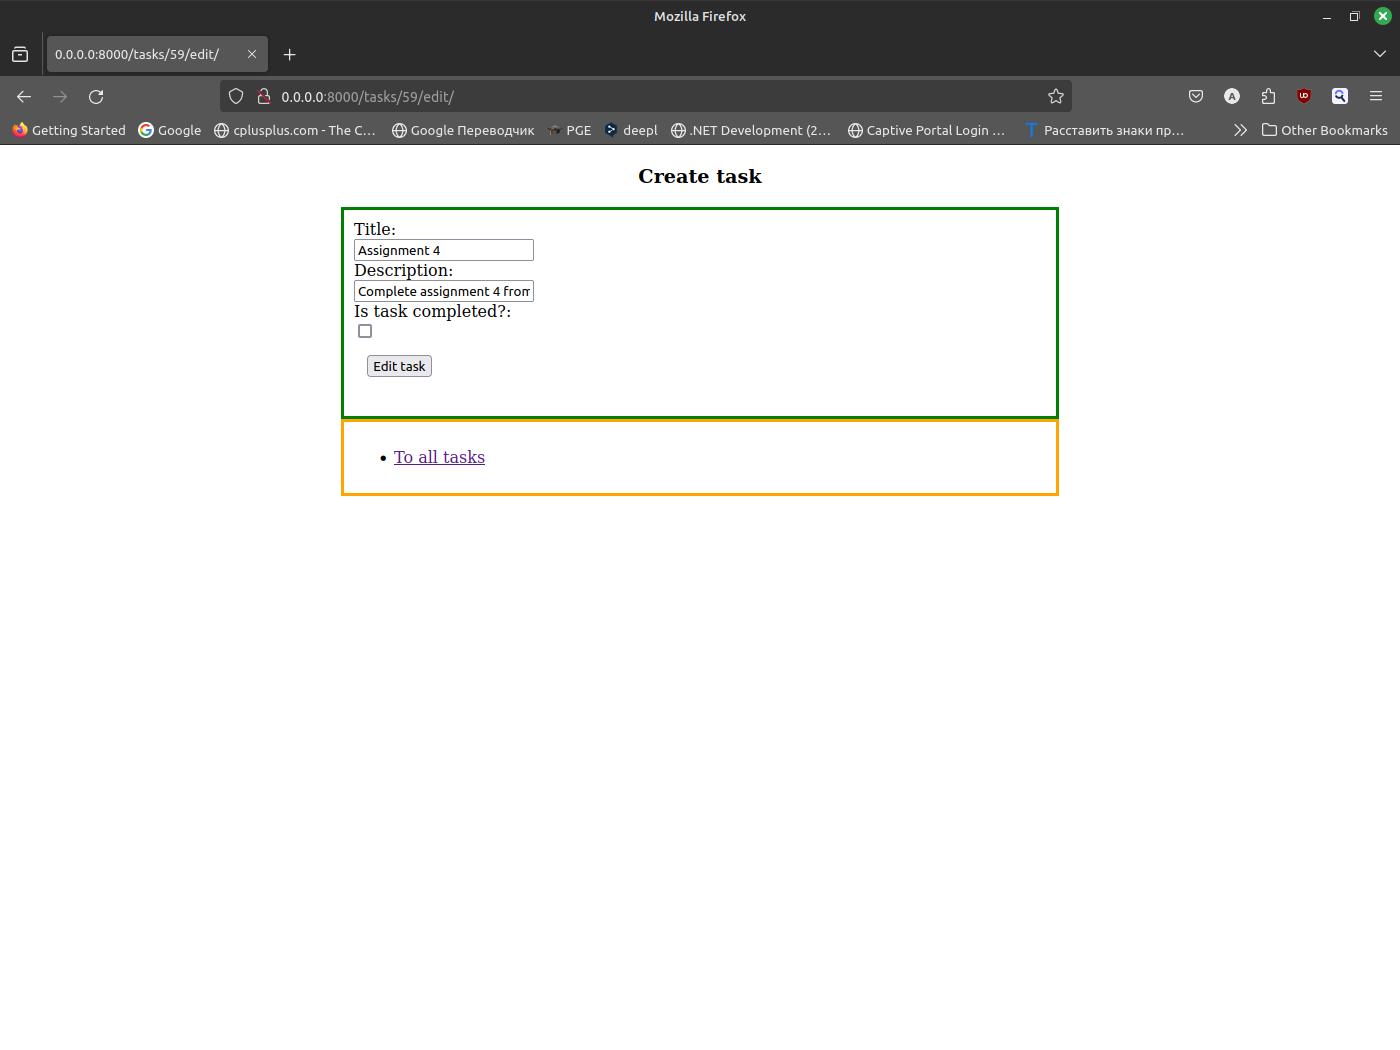 Mozilla Firefox
0.0.0.0:8000/tasks/59/edit/
0.0.0.0:8000/tasks/59/edit/
A
Getting Started Google cplusplus.com - The C... Google Переводчик PGE deepl .NET Development (2... Captive Portal Login ... T Расставить знаки пр... Other Bookmarks
Create task
Title:
Assignment 4
Description:
Complete assignment 4 from
Is task completed?:
Edit task
To all tasks